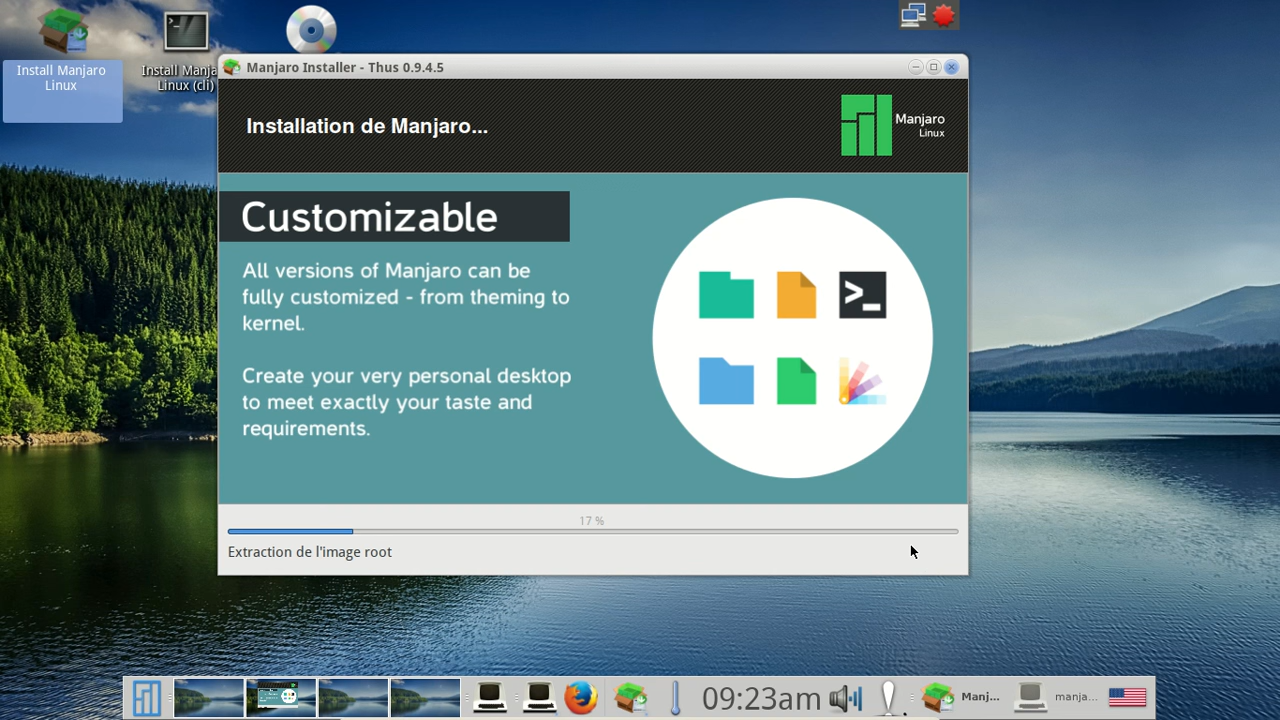 Install Manjaro
Linux
Install Manja
Linux (cli)
Manjaro Installer - Thus 0.9.4.5
Installation de Manjaro...
Manjaro
Linux
Customizable
All versions of Manjaro can be
fully customized - from theming to
kernel.
Create your very personal desktop
to meet exactly your taste and
requirements.
>_
17 %
Extraction de l'image root
09:23am
Manj...
manja...